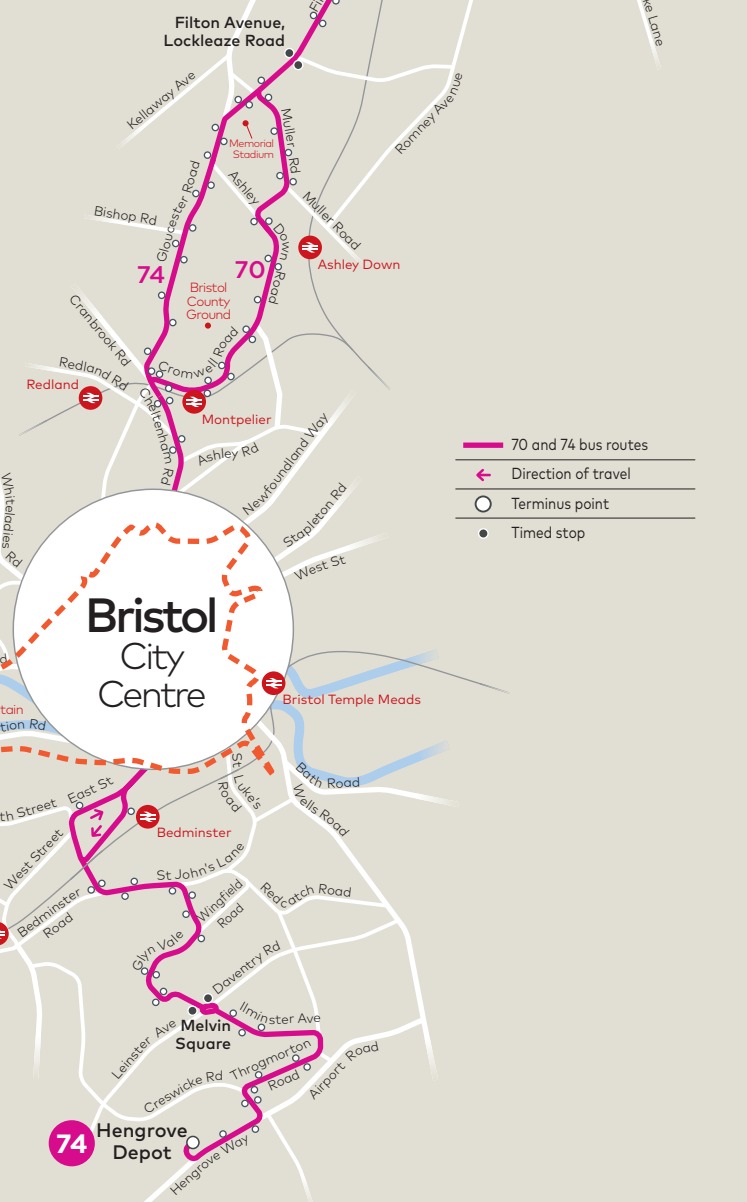 Filton Avenue,
Lockleaze Road
Kellaway Ave
Romney Avenue
Memorial
Stadium
Muller Rd
Muller Road
Gloucester Road
Ashley
Down
Road
Bishop Rd
74
70
Ashley Down
Bristol
County
Ground
Cranbrook Rd
Redland Rd
Cromwell Road
Redland
Montpelier
Cheltenham Rd
Ashley Rd
Newfoundland Way
Stapleton Rd
West St
Whiteladies Rd
70 and 74 bus routes
Direction of travel
Terminus point
Timed stop
Bristol
City
Centre
Bristol Temple Meads
Bath Road
Wells Road
St Luke's
Road
East St
West Street
Bedminster
St John's Lane
Bedminster
Road
Wingfield
Road
Redcatch Road
Glyn Vale
Daventry Rd
Leinster Ave
Melvin
Square
Ilminster Ave
Throgmorton
Road
Airport Road
Creswicke Rd
74
Hengrove
Depot
Hengrove Way